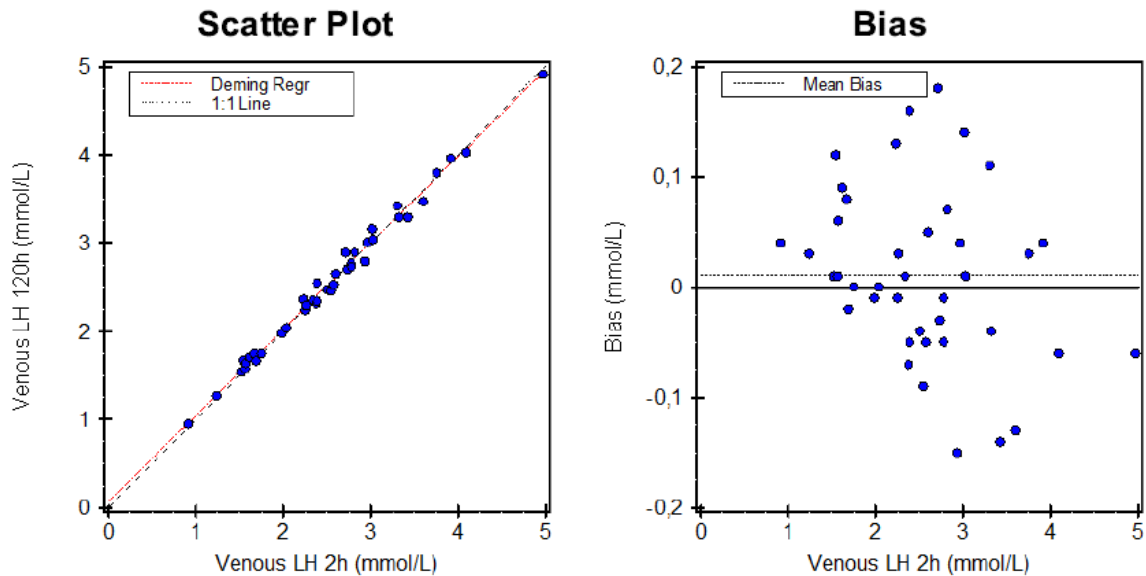 Scatter Plot
5
4
3
2
1
0
Venous LH 120h (mmol/L)
Deming Regr
1:1 Line
0 1 2 3 4 5
Venous LH 2h (mmol/L)
Bias
0,2
0,1
0
-0,1
-0,2
Bias (mmol/L)
Mean Bias
0 1 2 3 4 5
Venous LH 2h (mmol/L)